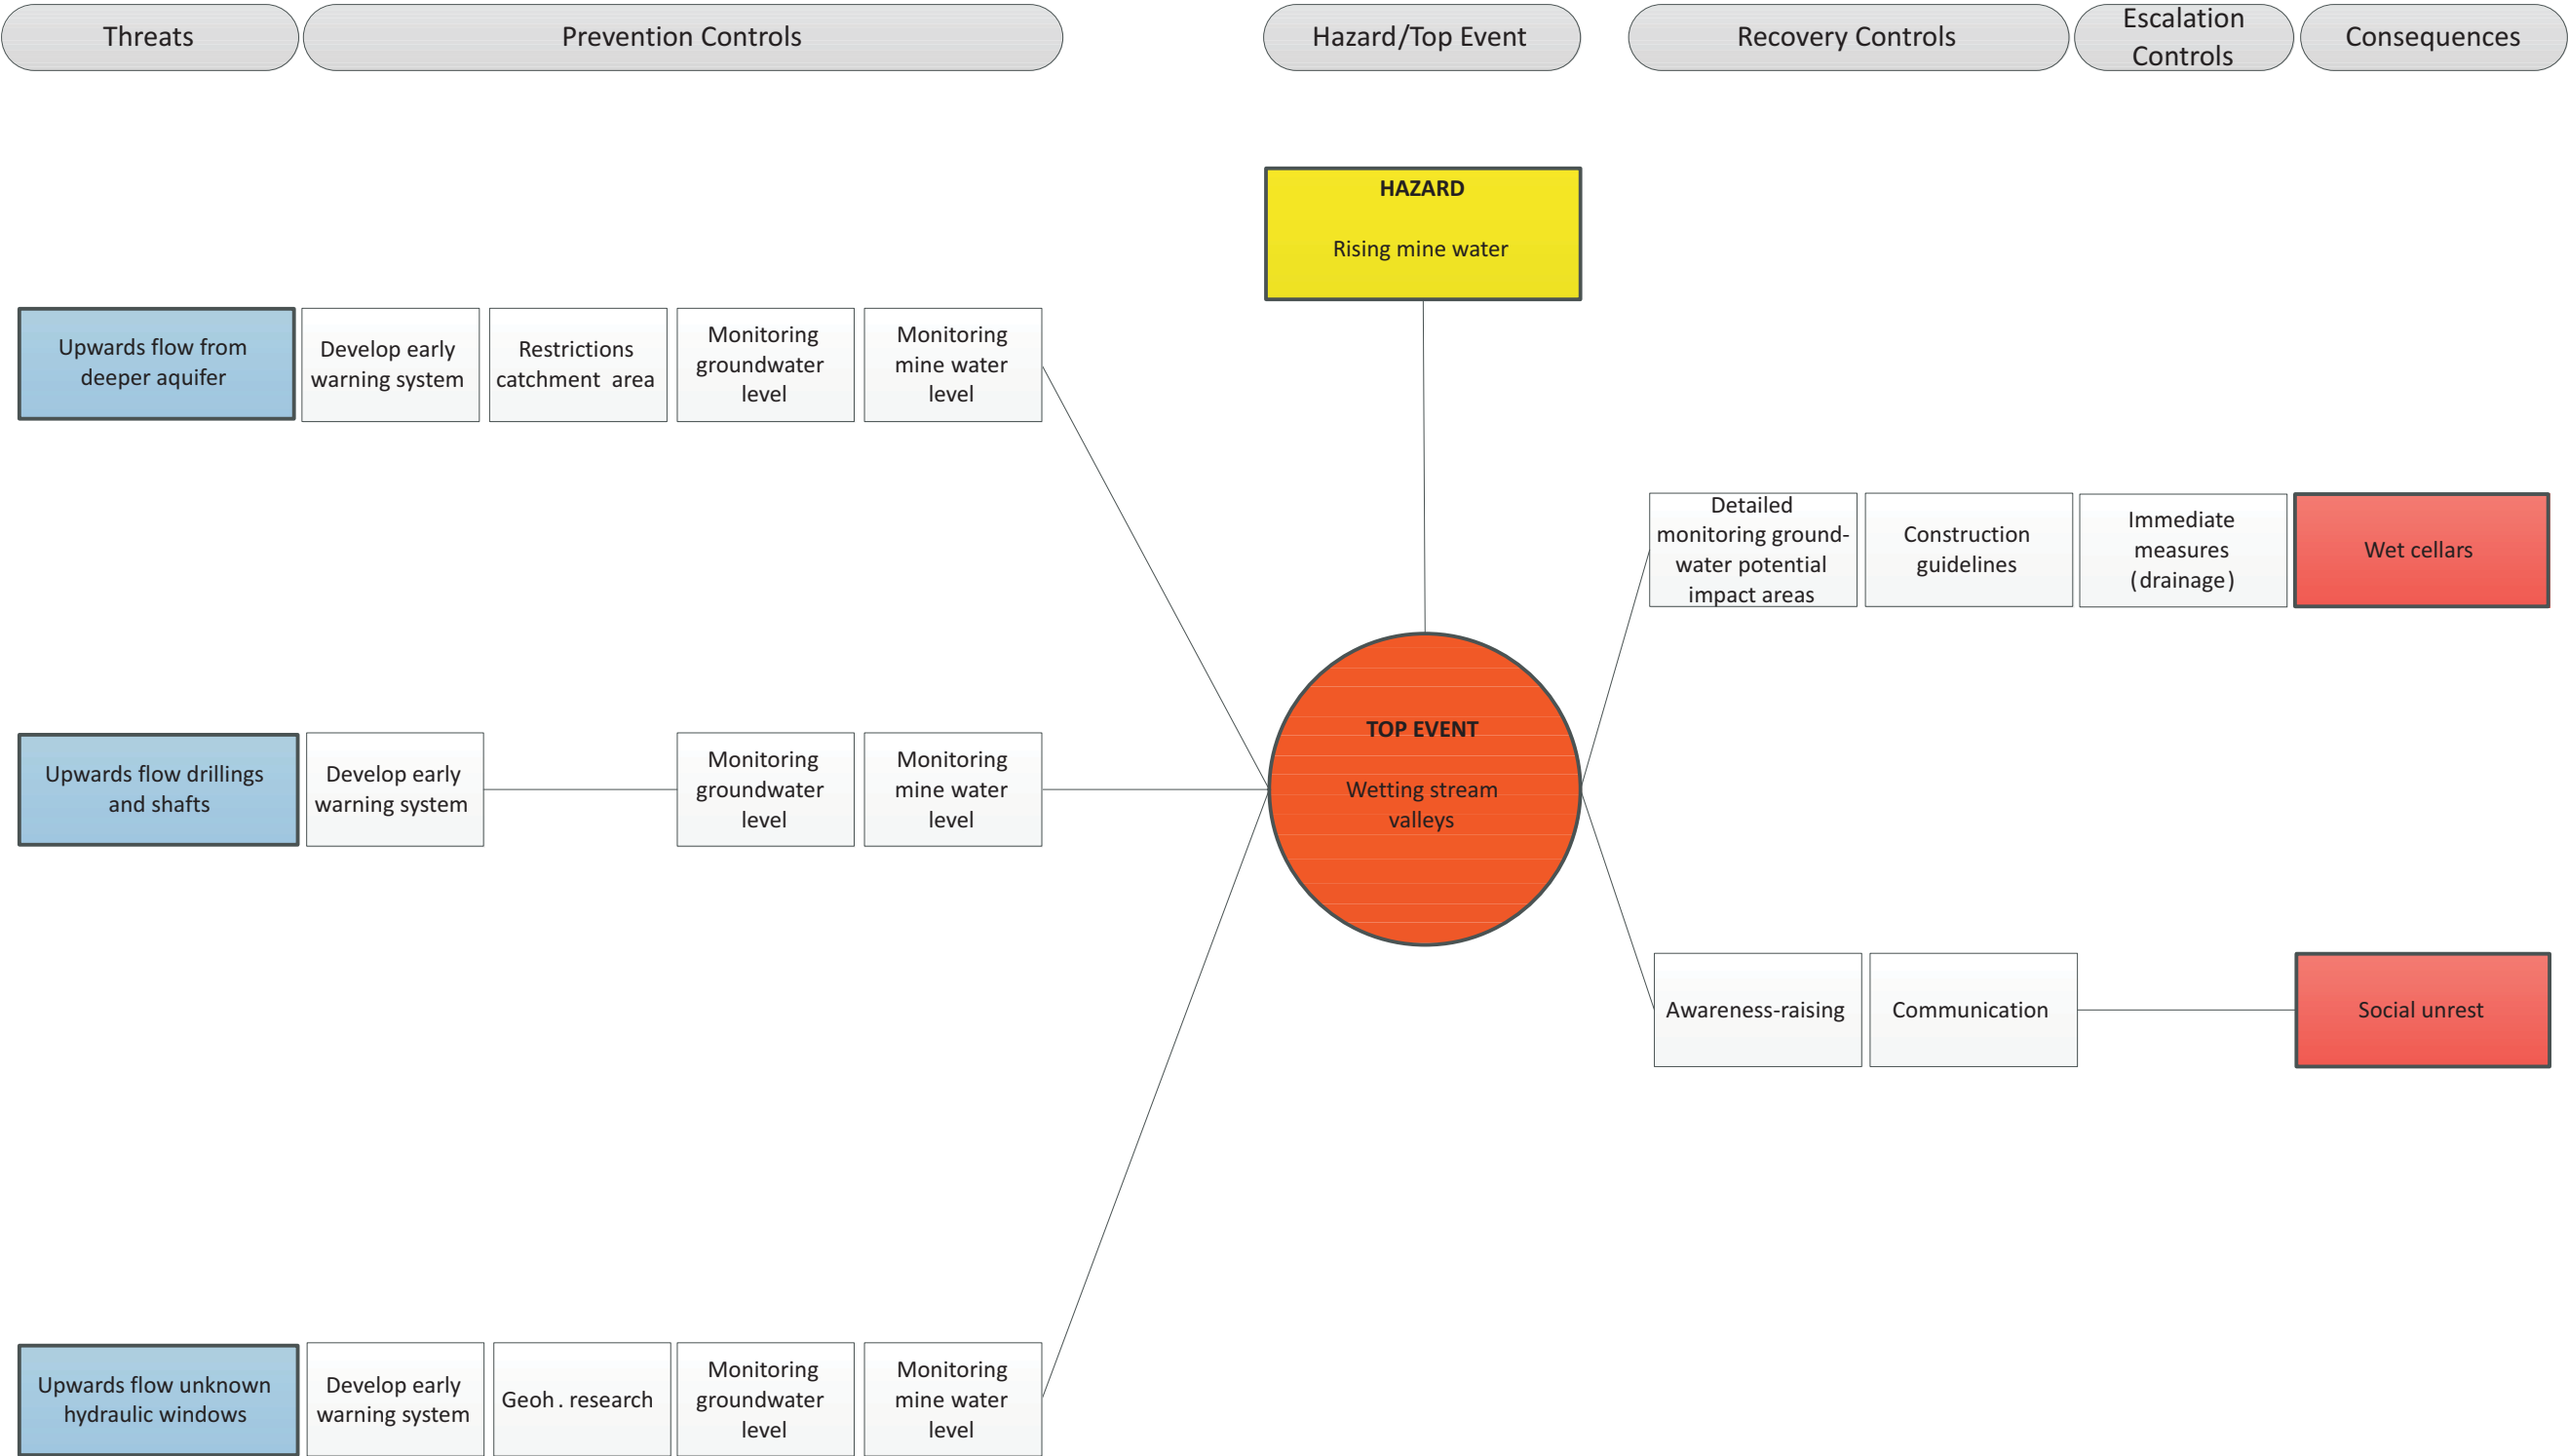 Threats
Prevention Controls
Hazard/Top Event
Recovery Controls
Escalation
Controls
Consequences
HAZARD
Rising mine water
Upwards flow from
deeper aquifer
Develop early
warning system
Restrictions
catchment area
Monitoring
groundwater
level
Monitoring
mine water
level
Detailed
monitoring ground-
water potential
impact areas
Construction
guidelines
Immediate
measures
(drainage)
Wet cellars
Upwards flow drillings
and shafts
Develop early
warning system
Monitoring
groundwater
level
Monitoring
mine water
level
TOP EVENT
Wetting stream
valleys
Awareness-raising
Communication
Social unrest
Upwards flow unknown
hydraulic windows
Develop early
warning system
Geoh. research
Monitoring
groundwater
level
Monitoring
mine water
level